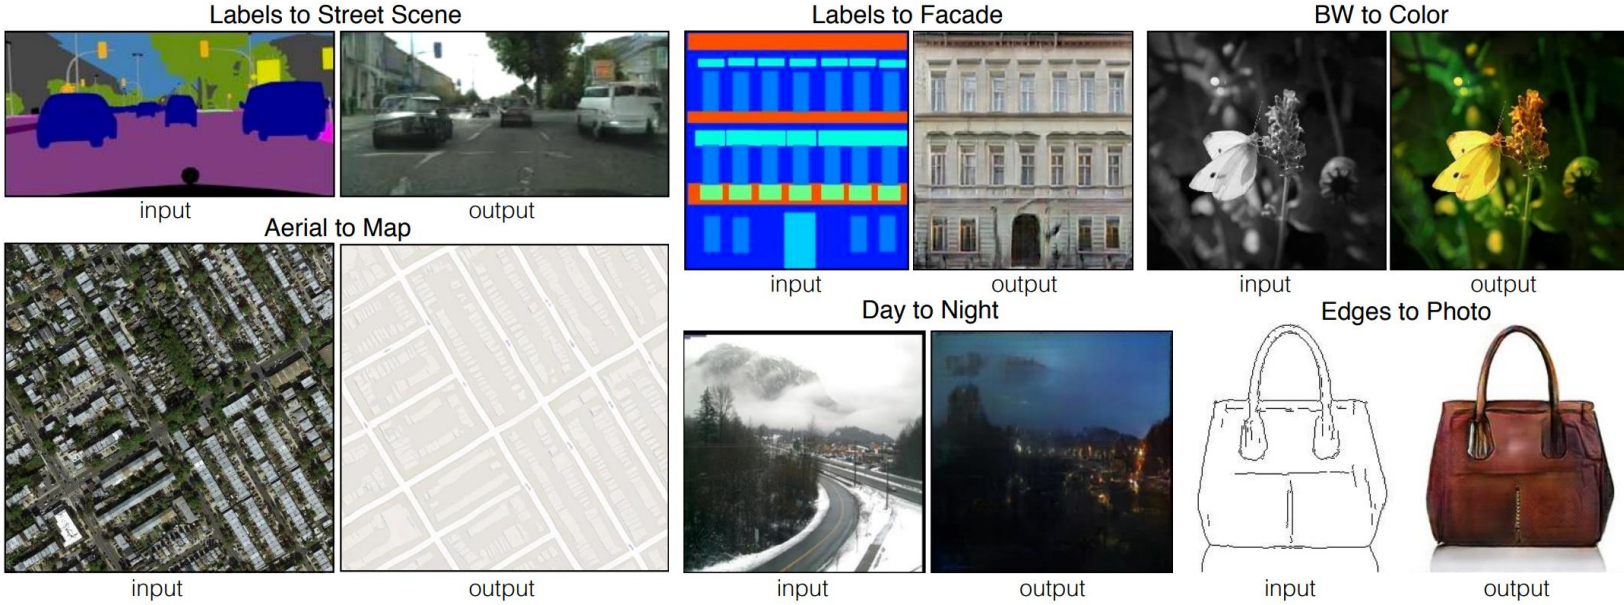 Labels to Street Scene
input
output
Aerial to Map
input
output
Labels to Facade
input
output
BW to Color
input
output
Day to Night
input
output
Edges to Photo
input
output